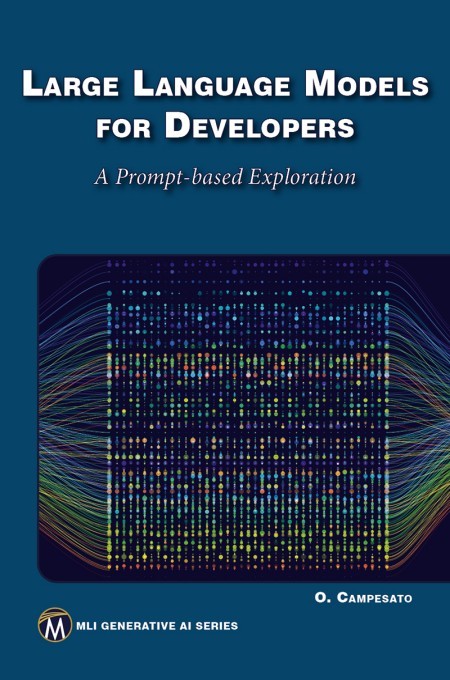 LARGE LANGUAGE MODELS
FOR DEVELOPERS
A Prompt-based Exploration
O. CAMPESATO
M MLI GENERATIVE AI SERIES